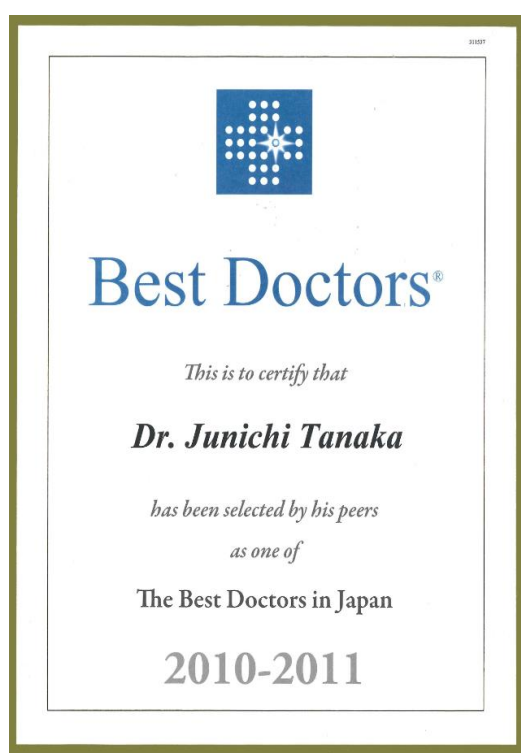 Best Doctors®
This is to certify that
Dr. Junichi Tanaka
has been selected by his peers
as one of
The Best Doctors in Japan
2010-2011